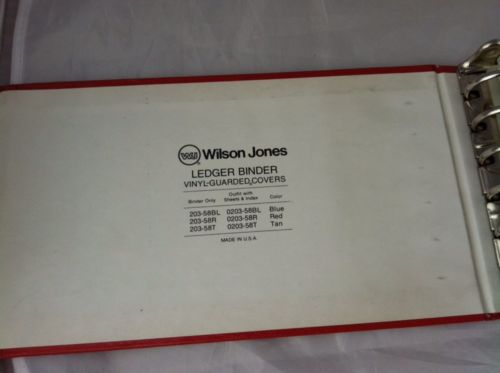 WJ Wilson Jones
LEDGER BINDER
VINYL-GUARDED COVERS
Binder Only Outfit with Sheets & Index Color
203-58BL 0203-58BL Blue
203-58R 0203-58R Red
203-58T 0203-58T Tan
MADE IN U.S.A.